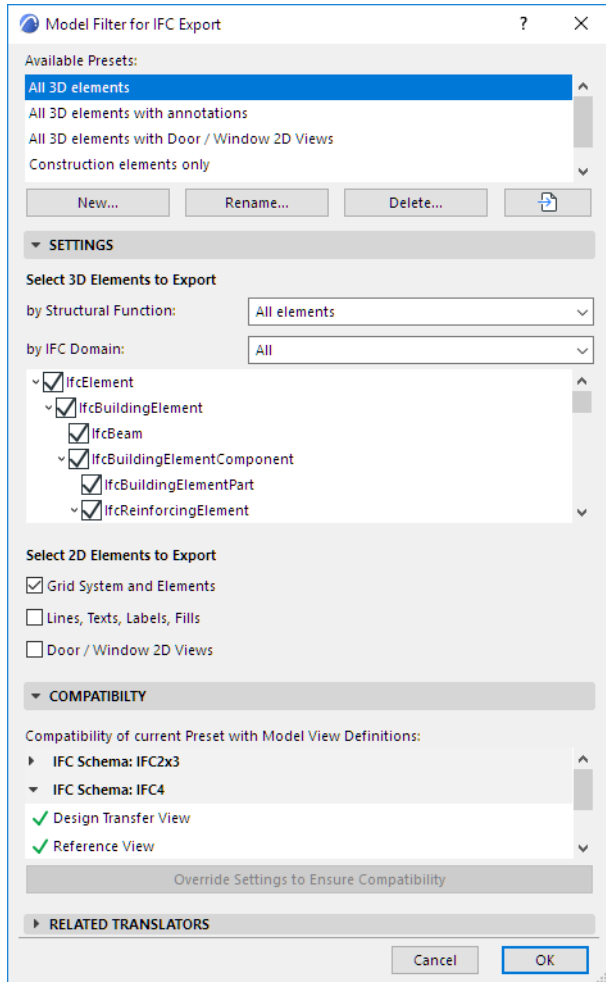 Model Filter for IFC Export
?
Available Presets:
All 3D elements
All 3D elements with annotations
All 3D elements with Door / Window 2D Views
Construction elements only
New... Rename... Delete...
SETTINGS
Select 3D Elements to Export
by Structural Function: All elements
by IFC Domain: All
IfcElement
IfcBuildingElement
IfcBeam
IfcBuildingElementComponent
IfcBuildingElementPart
IfcReinforcingElement
Select 2D Elements to Export
Grid System and Elements
Lines, Texts, Labels, Fills
Door / Window 2D Views
COMPATIBILTY
Compatibility of current Preset with Model View Definitions:
IFC Schema: IFC2x3
IFC Schema: IFC4
Design Transfer View
Reference View
Override Settings to Ensure Compatibility
RELATED TRANSLATORS
Cancel OK